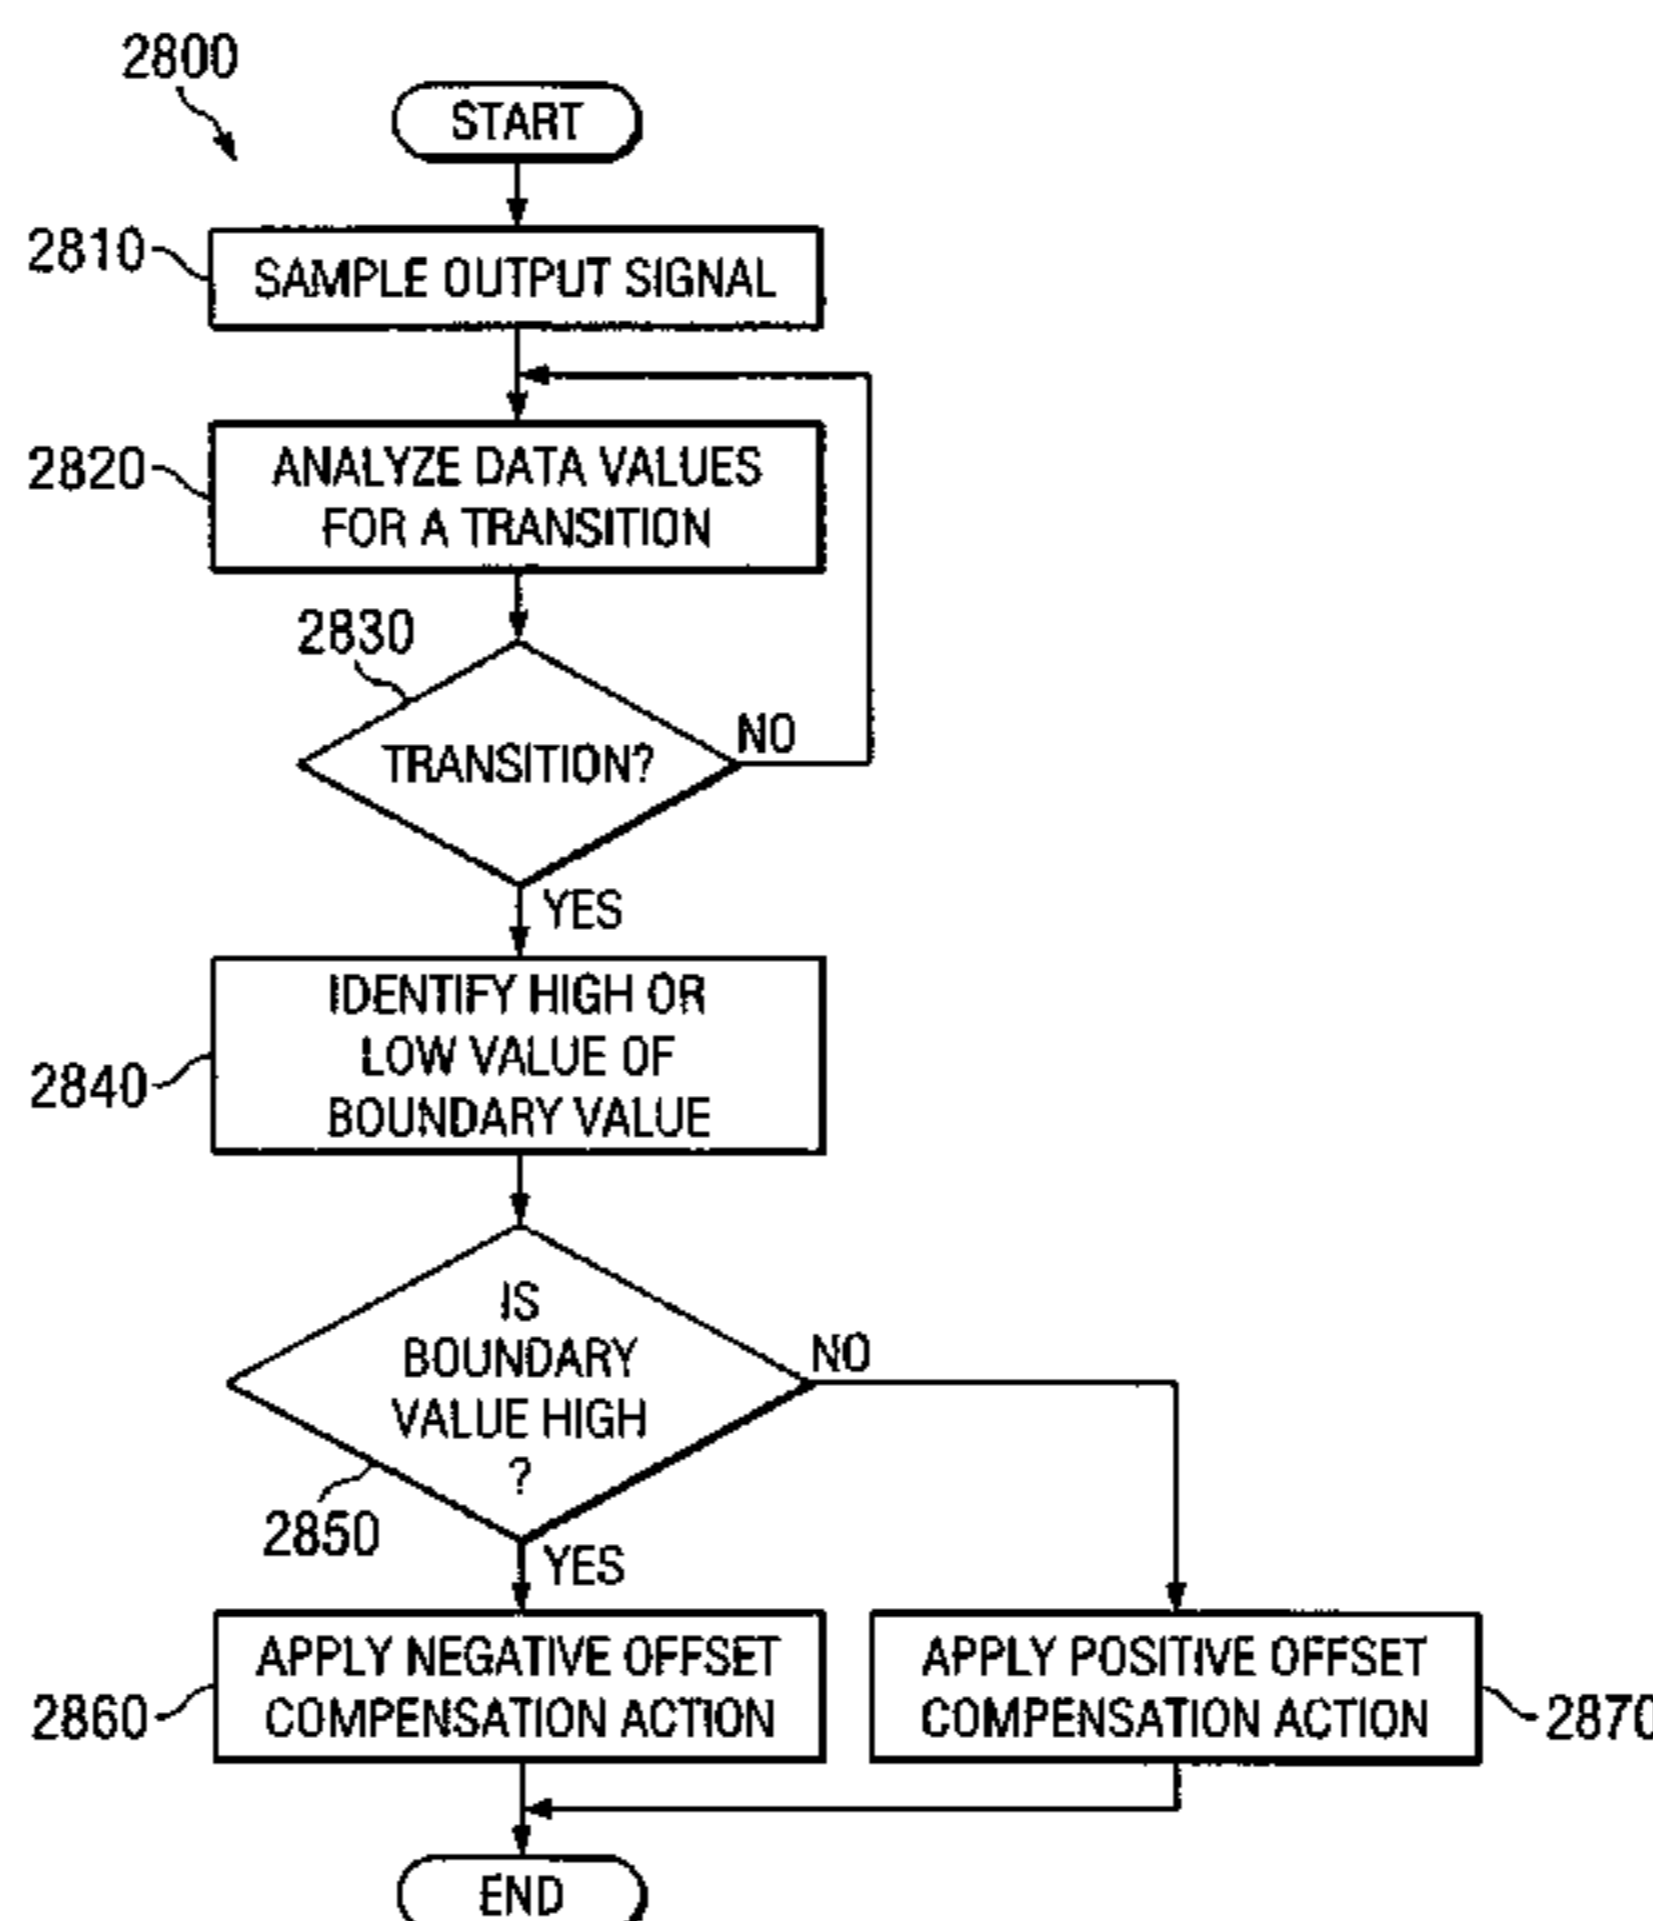 2800
START
2810
SAMPLE OUTPUT SIGNAL
2820
ANALYZE DATA VALUES
FOR A TRANSITION
2830
TRANSITION?
NO
YES
2840
IDENTIFY HIGH OR
LOW VALUE OF
BOUNDARY VALUE
IS
BOUNDARY
VALUE HIGH
?
NO
2850
YES
2860
APPLY NEGATIVE OFFSET
COMPENSATION ACTION
APPLY POSITIVE OFFSET
COMPENSATION ACTION
2870
END